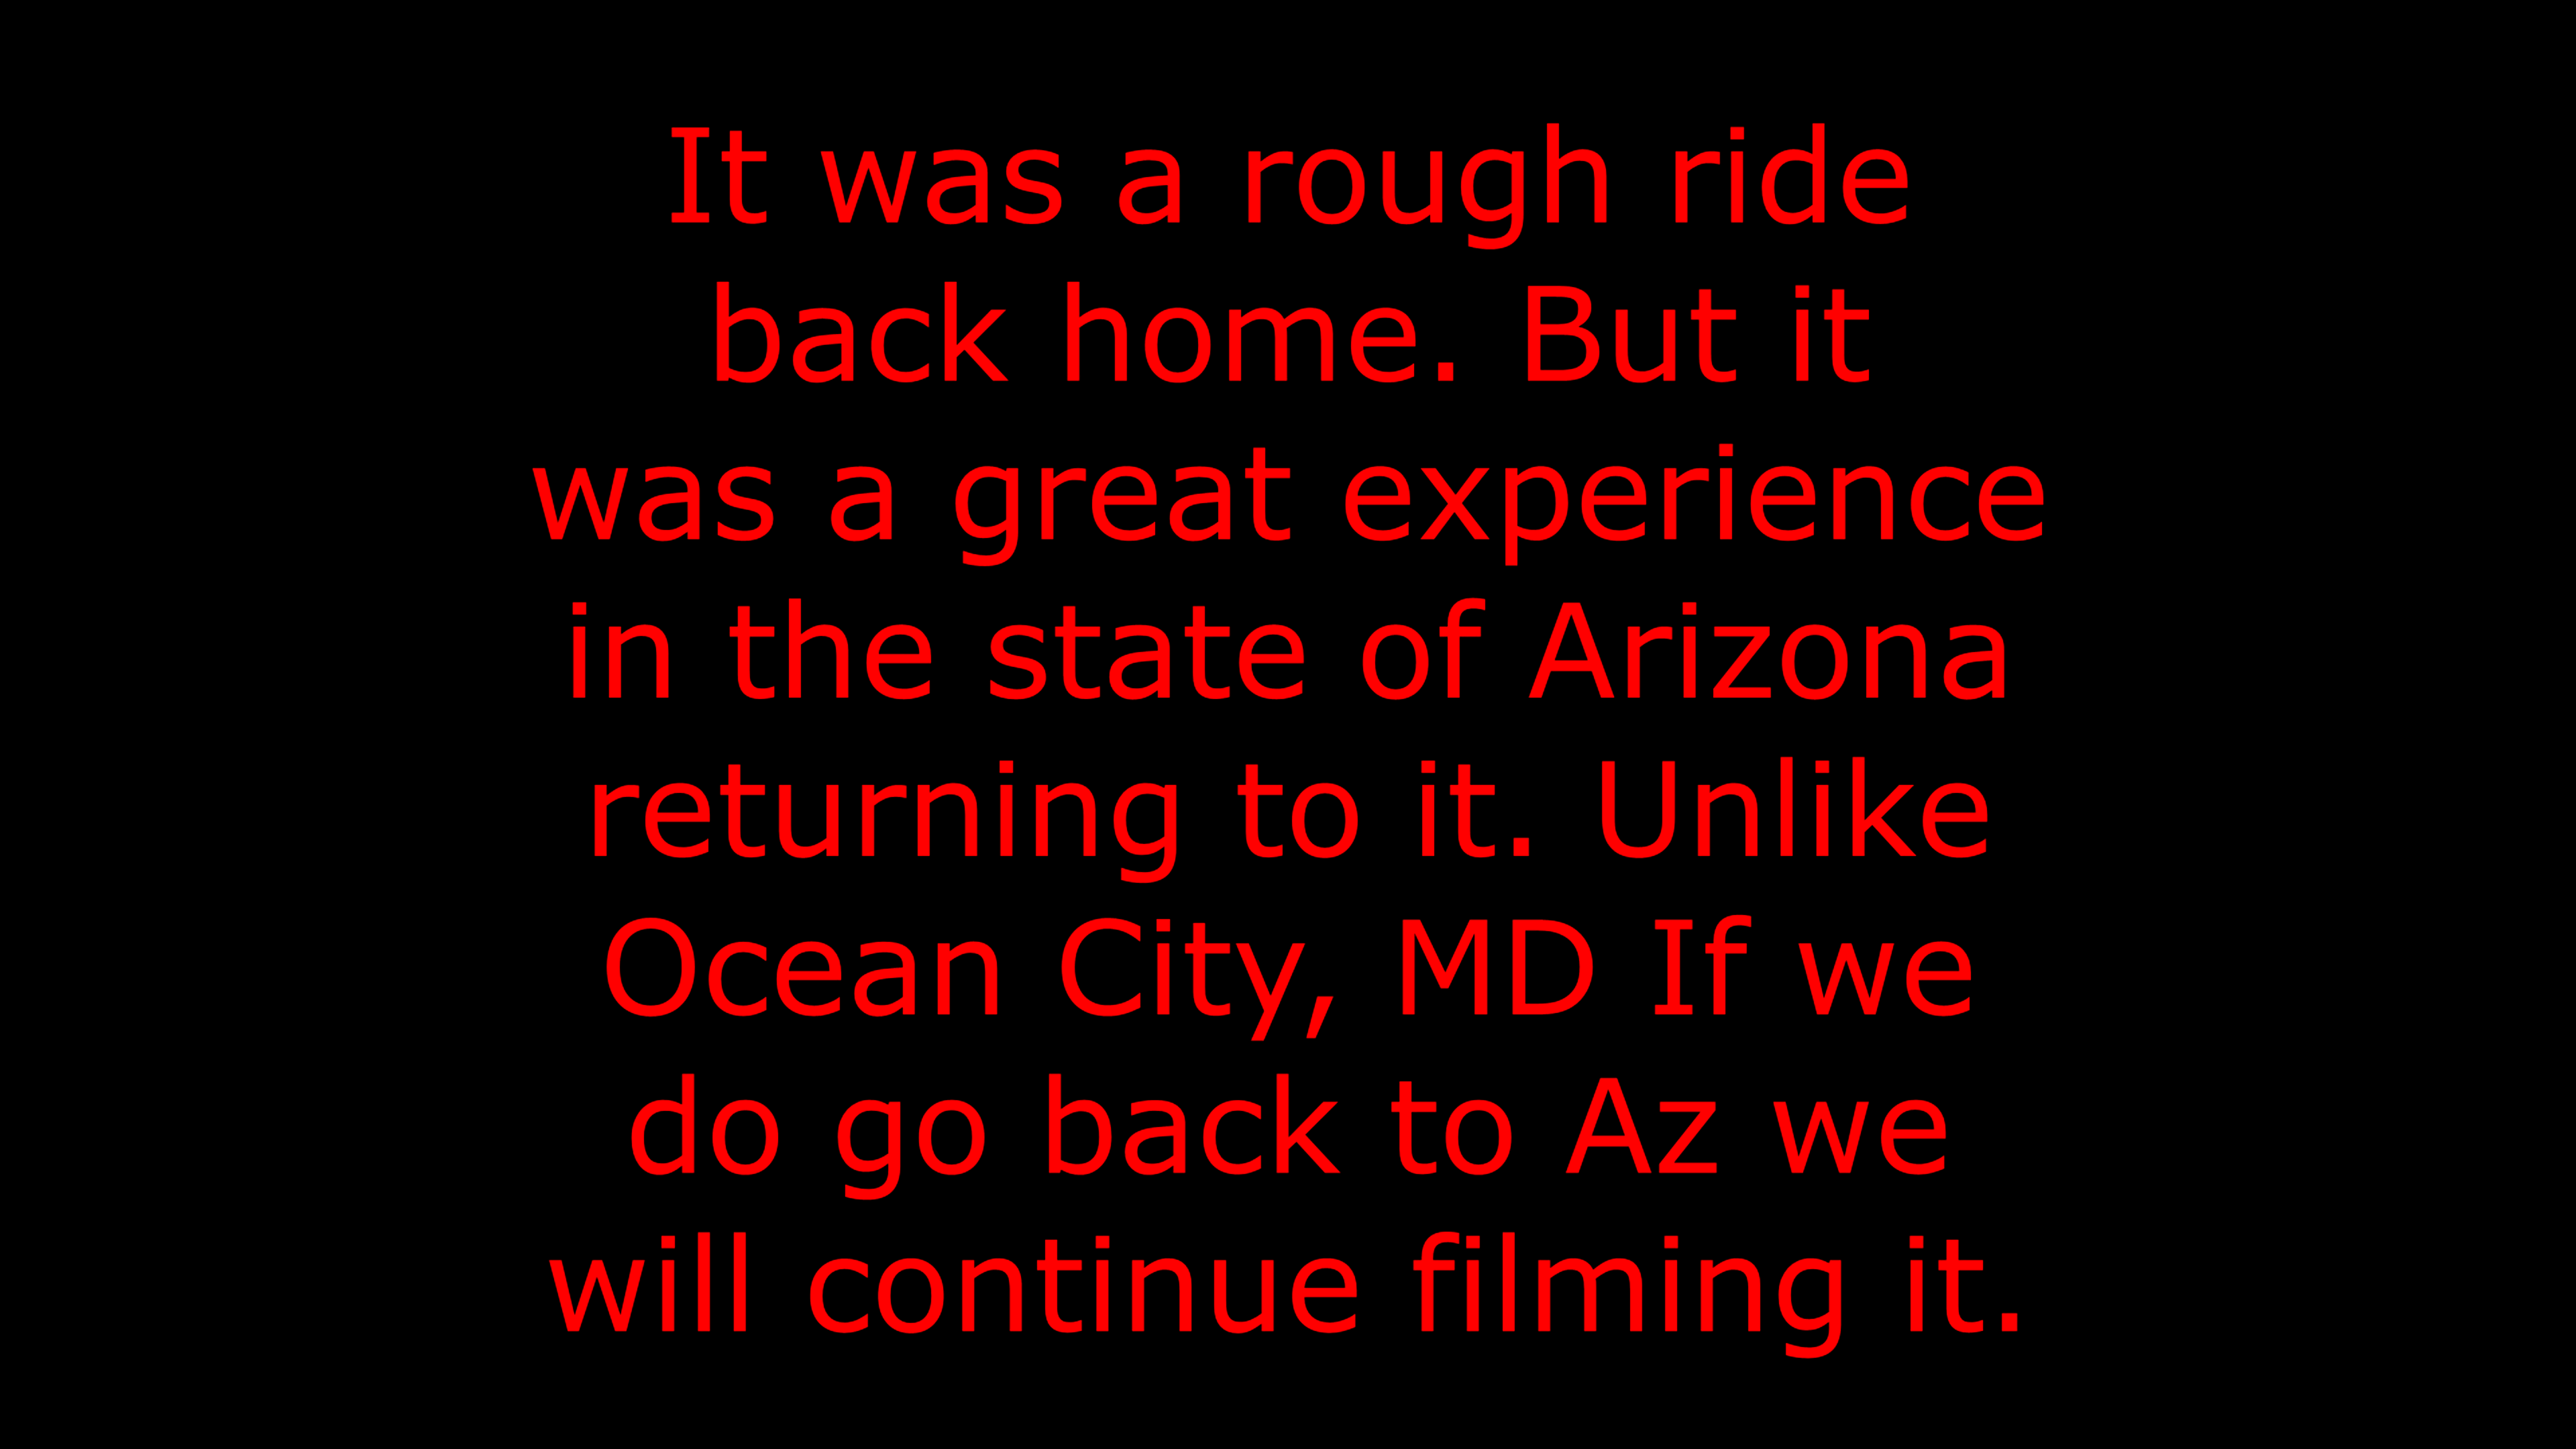 It was a rough ride
back home. But it
was a great experience
in the state of Arizona
returning to it. Unlike
Ocean City, MD If we
do go back to Az we
will continue filming it.